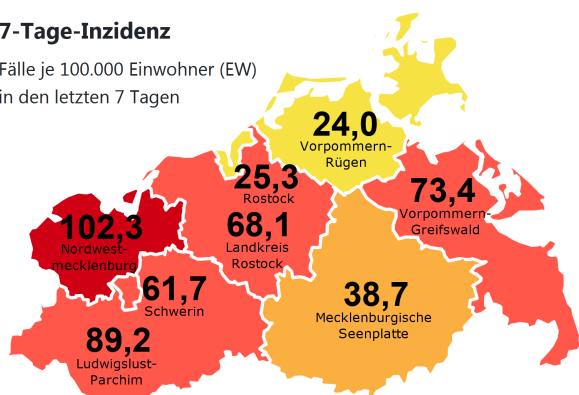 7-Tage-Inzidenz
Fälle je 100.000 Einwohner (EW)
in den letzten 7 Tagen
24,0
Vorpommern-
Rügen
25,3
Rostock
73,4
Vorpommern-
Greifswald
102,3
Nordwest-
mecklenburg
68,1
Landkreis
Rostock
61,7
Schwerin
38,7
Mecklenburgische
Seenplatte
89,2
Ludwigslust-
Parchim